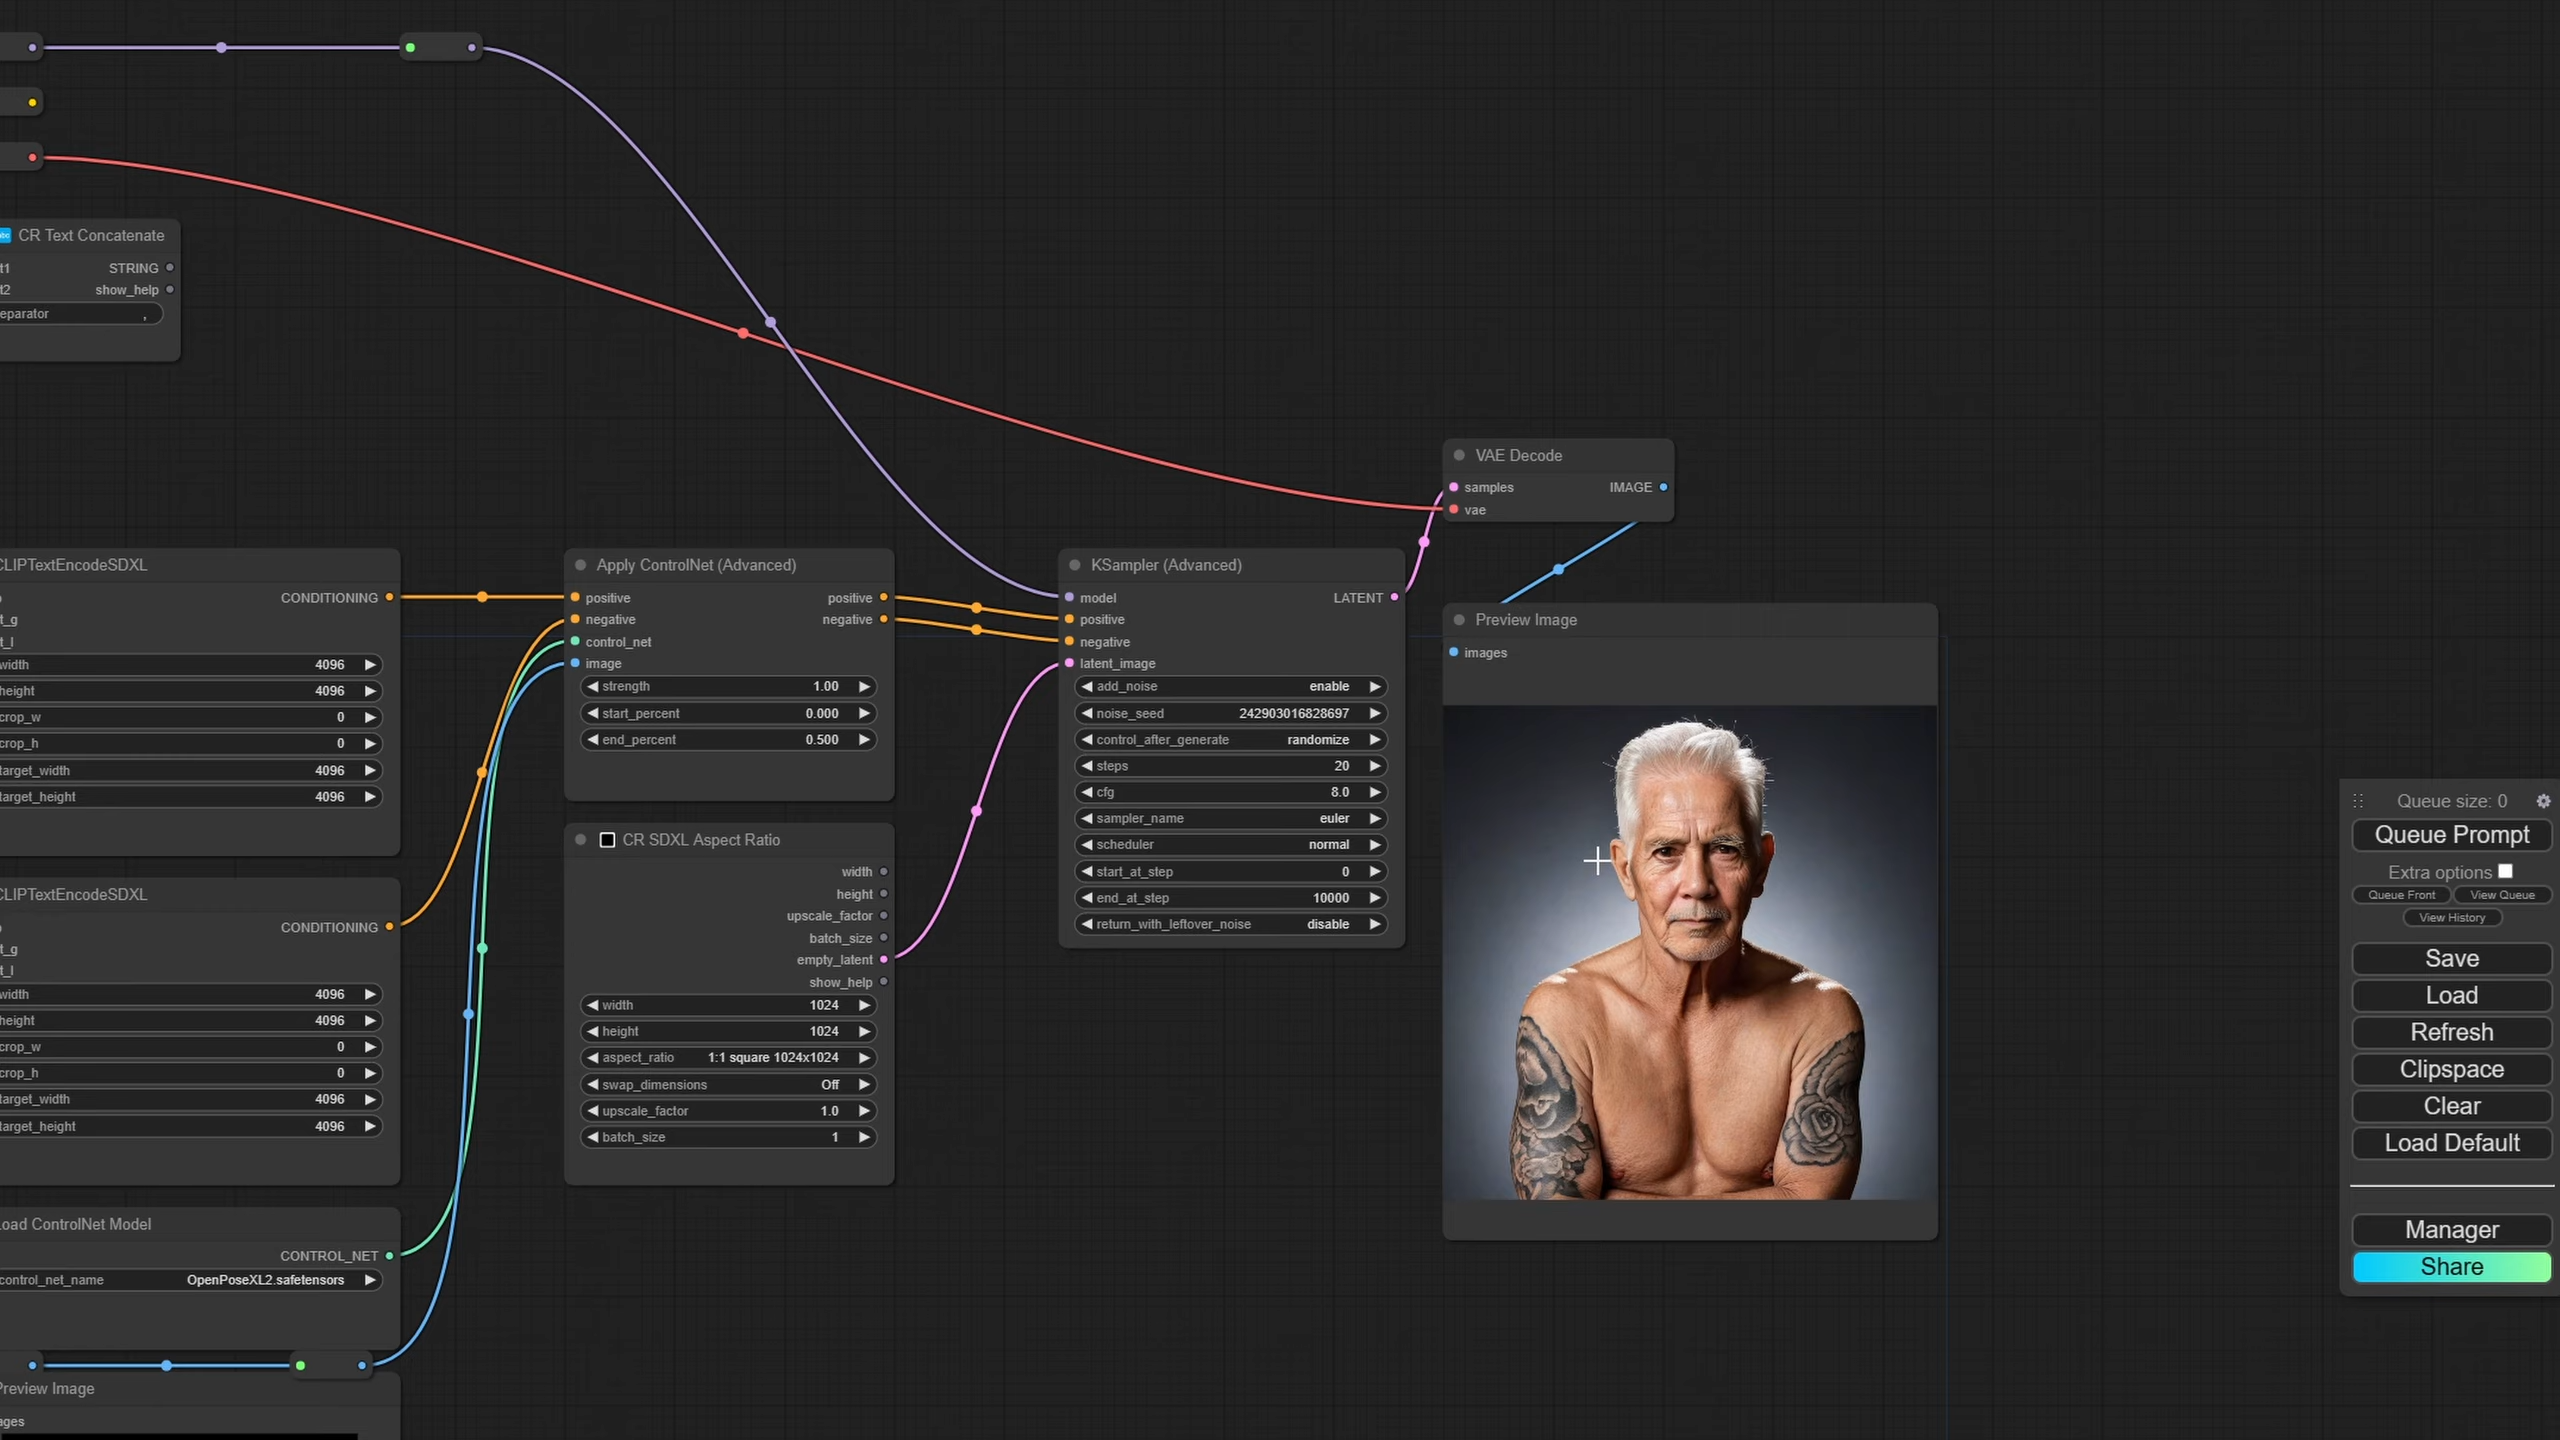 CR Text Concatenate
t1 STRING
t2 show_help
eparator ,
CLIPTextEncodeSDXL
CONDITIONING
t_g
t_l
width 4096
height 4096
crop_w 0
crop_h 0
target_width 4096
target_height 4096
CLIPTextEncodeSDXL
CONDITIONING
t_g
t_l
width 4096
height 4096
crop_w 0
crop_h 0
target_width 4096
target_height 4096
oad ControlNet Model
CONTROL_NET
control_net_name OpenPoseXL2.safetensors
Preview Image
ages
Apply ControlNet (Advanced)
positive positive
negative negative
control_net
image
strength 1.00
start_percent 0.000
end_percent 0.500
CR SDXL Aspect Ratio
width
height
upscale_factor
batch_size
empty_latent
show_help
width 1024
height 1024
aspect_ratio 1:1 square 1024x1024
swap_dimensions Off
upscale_factor 1.0
batch_size 1
KSampler (Advanced)
model LATENT
positive
negative
latent_image
add_noise enable
noise_seed 242903016828697
control_after_generate randomize
steps 20
cfg 8.0
sampler_name euler
scheduler normal
start_at_step 0
end_at_step 10000
return_with_leftover_noise disable
VAE Decode
samples IMAGE
vae
Preview Image
images
Queue size: 0
Queue Prompt
Extra options
Queue Front View Queue
View History
Save
Load
Refresh
Clipspace
Clear
Load Default
Manager
Share